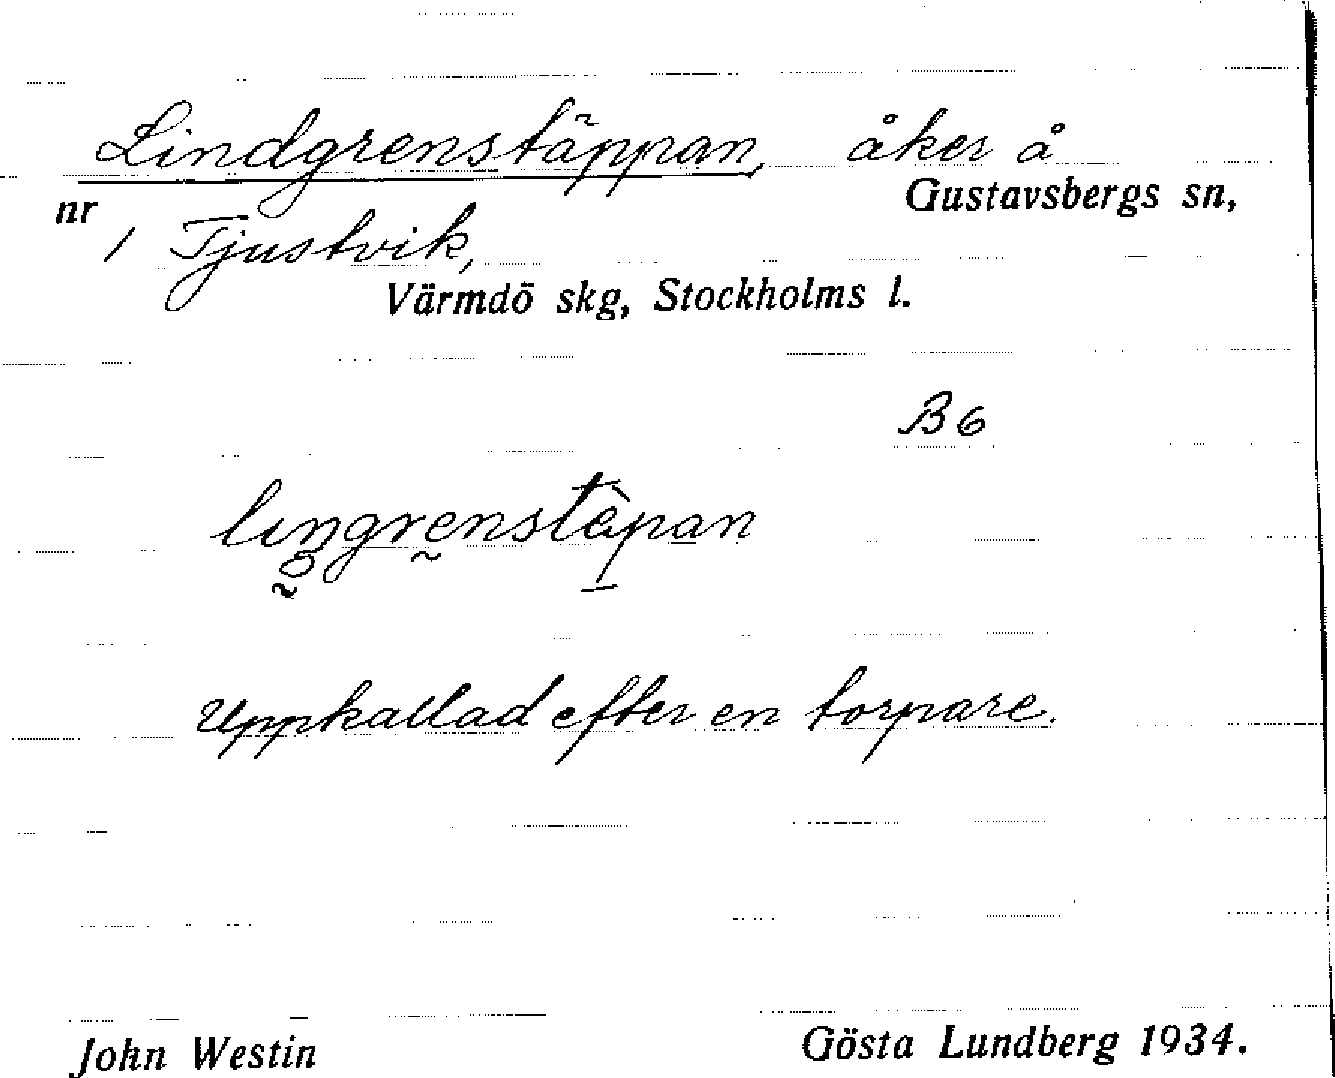 Lindgrenstäppan, åker å
nr Gustavsbergs sn,
1 Tjustvik,
Värmdö skg, Stockholms l.
B6
lıngrenstèpan
Uppkallad efter en torpare.
John Westin Gösta Lundberg 1934.